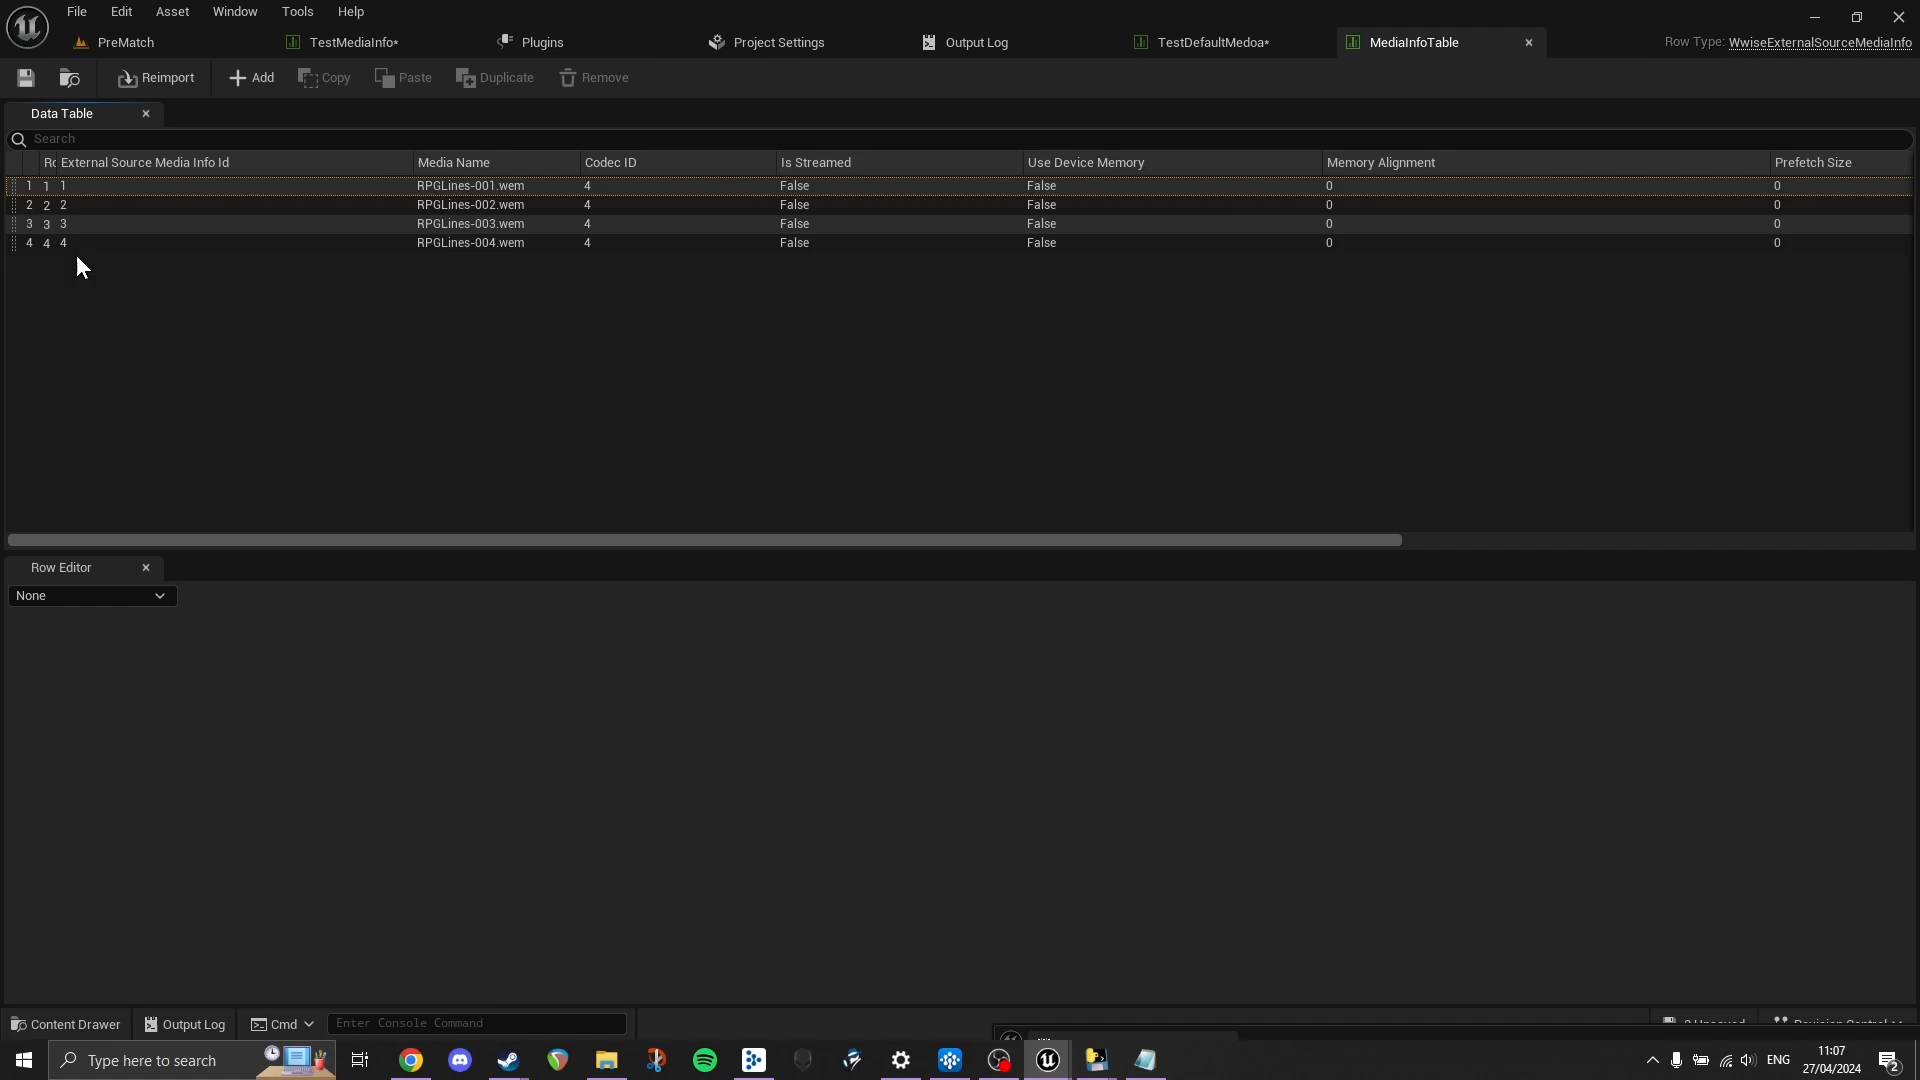 File Edit Asset Window Tools Help
PreMatch TestMediaInfo* Plugins Project Settings Output Log TestDefaultMedoa* MediaInfoTable Row Type: WwiseExternalSourceMediaInfo
Reimport Add Copy Paste Duplicate Remove
Data Table
Search
Ro External Source Media Info Id Media Name Codec ID Is Streamed Use Device Memory Memory Alignment Prefetch Size
1 1 1 RPGLines-001.wem 4 False False 0 0
2 2 2 RPGLines-002.wem 4 False False 0 0
3 3 3 RPGLines-003.wem 4 False False 0 0
4 4 4 RPGLines-004.wem 4 False False 0 0
Row Editor
None
Content Drawer Output Log Cmd Enter Console Command Unsaved Revision Control
Type here to search ENG 11:07
27/04/2024
2